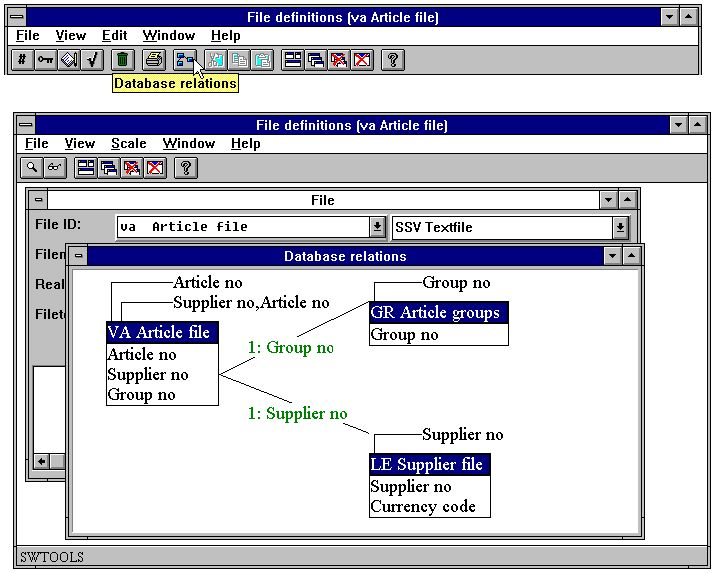 File definitions (va Article file)
File View Edit Window Help
#
?
Database relations
File definitions (va Article file)
File View Scale Window Help
?
File
File ID: va Article file SSV Textfile
Filen
Real
Filet
Database relations
Article no
Supplier no,Article no
VA Article file
Article no
Supplier no
Group no
1: Group no
1: Supplier no
Group no
GR Article groups
Group no
Supplier no
LE Supplier file
Supplier no
Currency code
SWTOOLS